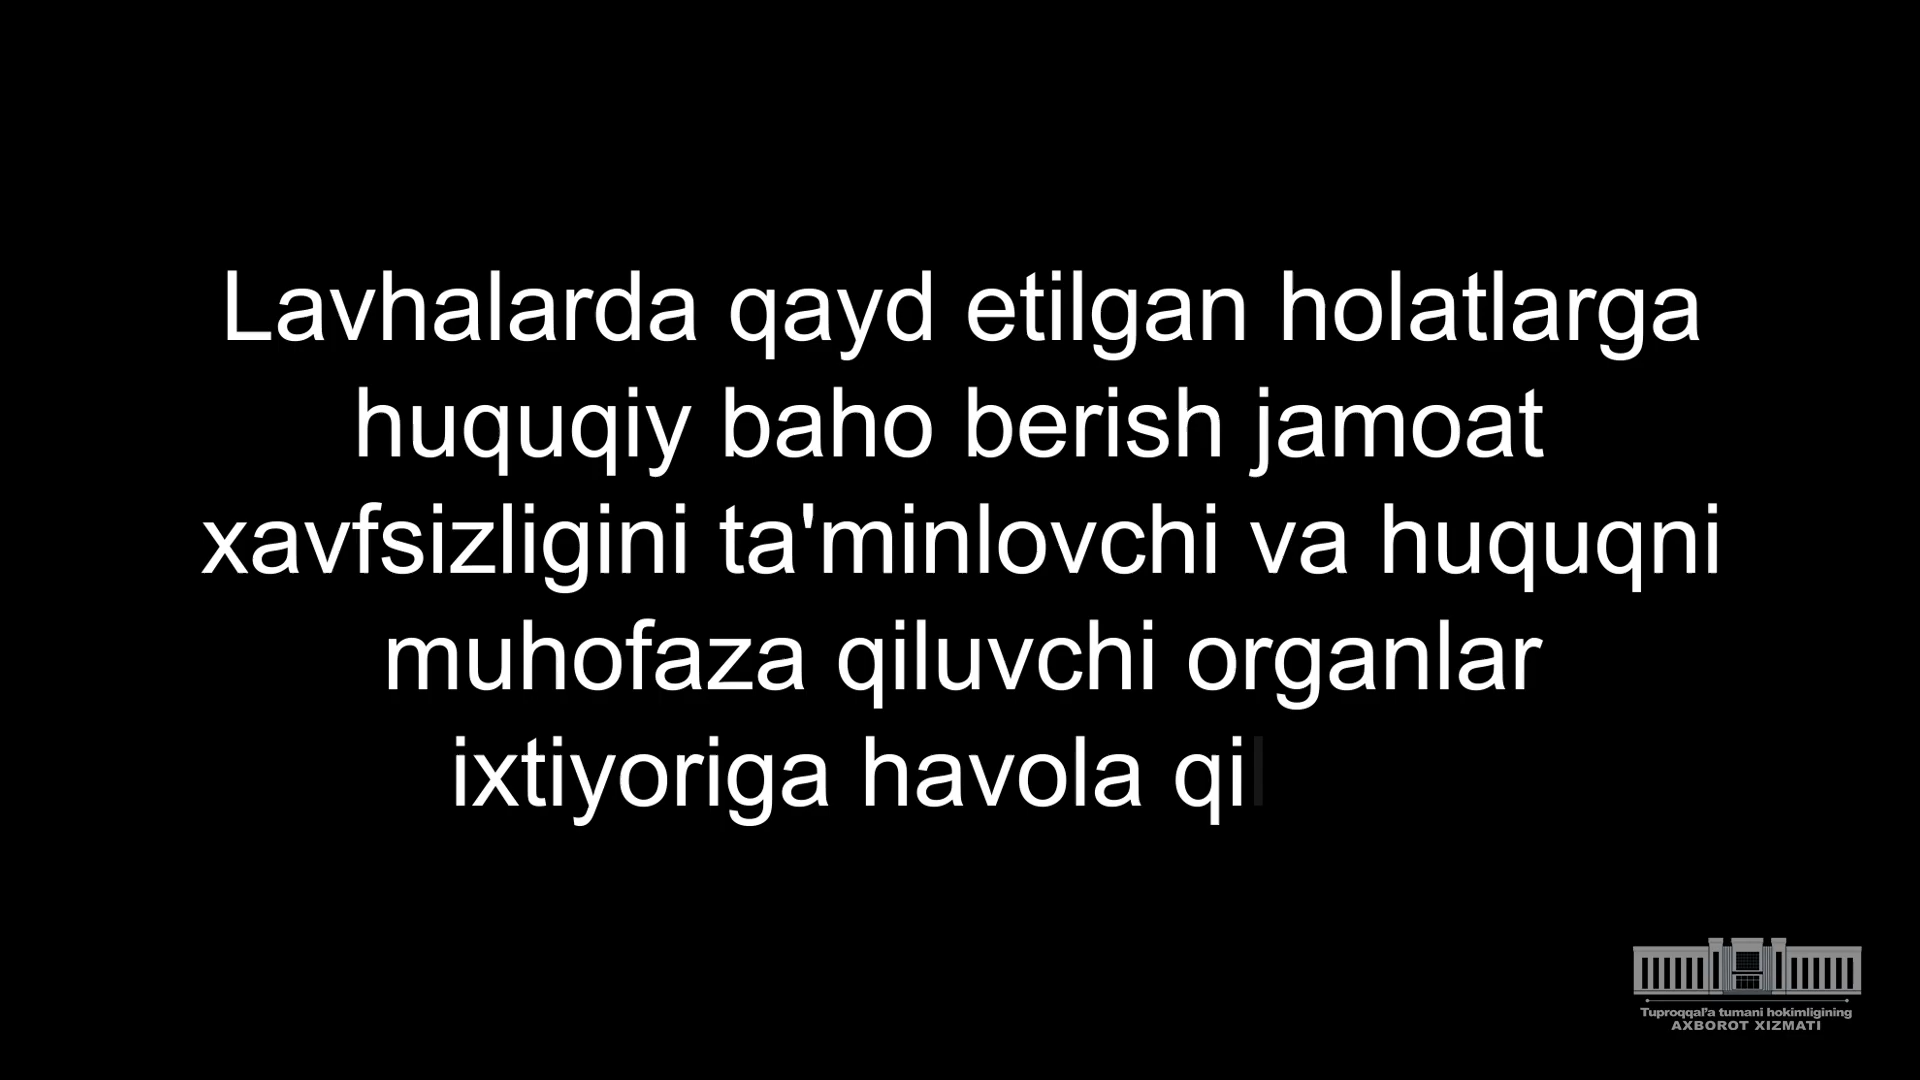 Lavhalarda qayd etilgan holatlarga
huquqiy baho berish jamoat
xavfsizligini ta'minlovchi va huquqni
muhofaza qiluvchi organlar
ixtiyoriga havola qil
Tuproqqal’a tumani hokimligining
AXBOROT XIZMATI